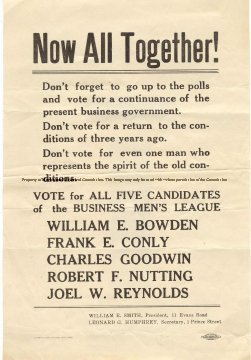 Now All Together!
Don't forget to go up to the polls
and vote for a continuance of the
present business government.
Don't vote for a return to the con-
ditions of three years ago.
Don't vote for even one man who
represents the spirit of the old con-
ditions.
VOTE for ALL FIVE CANDIDATES
of the BUSINESS MEN'S LEAGUE
WILLIAM E. BOWDEN
FRANK E. CONLY
CHARLES GOODWIN
ROBERT F. NUTTING
JOEL W. REYNOLDS
WILLIAM E. SMITH, President, 11 Evans Road
LEONARD G. HUMPHREY, Secretary, 1 Prince Street